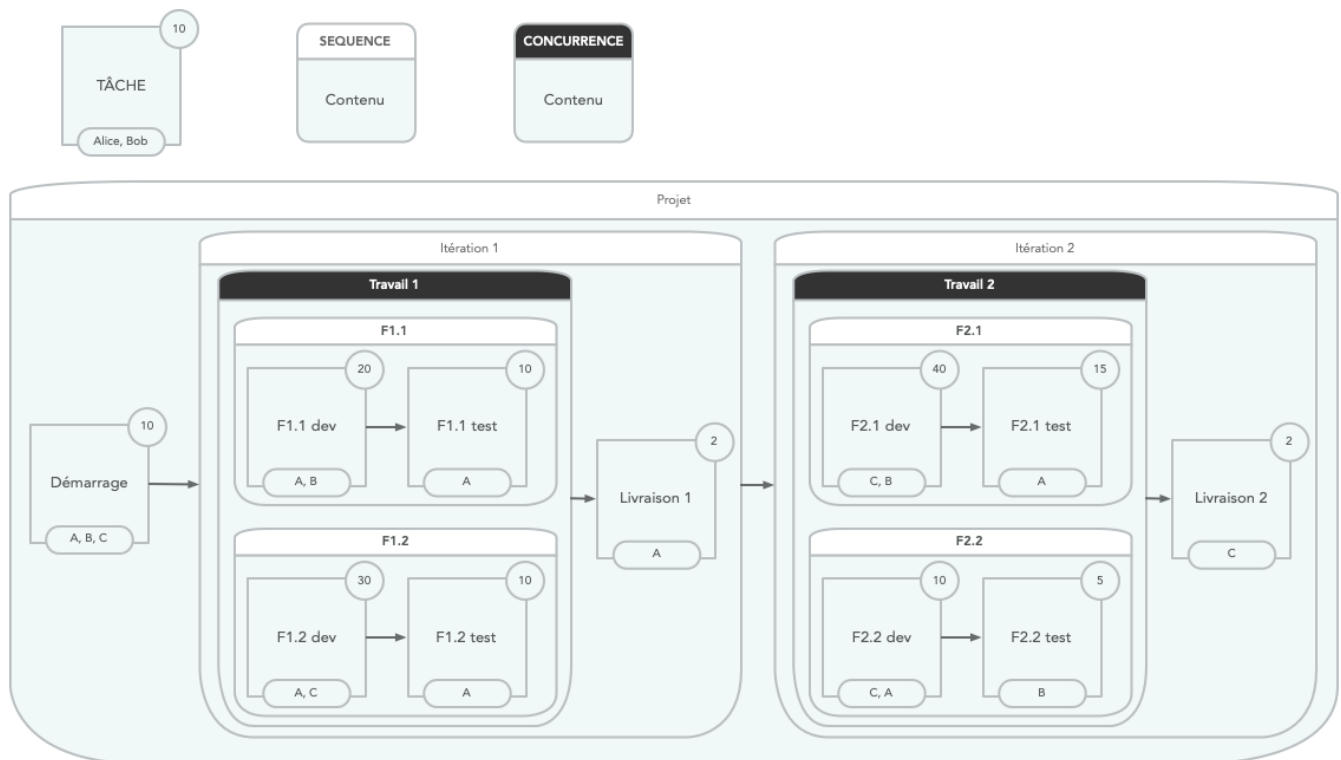 10
TÂCHE
Alice, Bob
SEQUENCE
Contenu
CONCURRENCE
Contenu
Projet
10
Démarrage
A, B, C
Itération 1
Travail 1
F1.1
20
F1.1 dev
A, B
10
F1.1 test
A
F1.2
30
F1.2 dev
A, C
10
F1.2 test
A
2
Livraison 1
A
Itération 2
Travail 2
F2.1
40
F2.1 dev
C, B
15
F2.1 test
A
F2.2
10
F2.2 dev
C, A
5
F2.2 test
B
2
Livraison 2
C